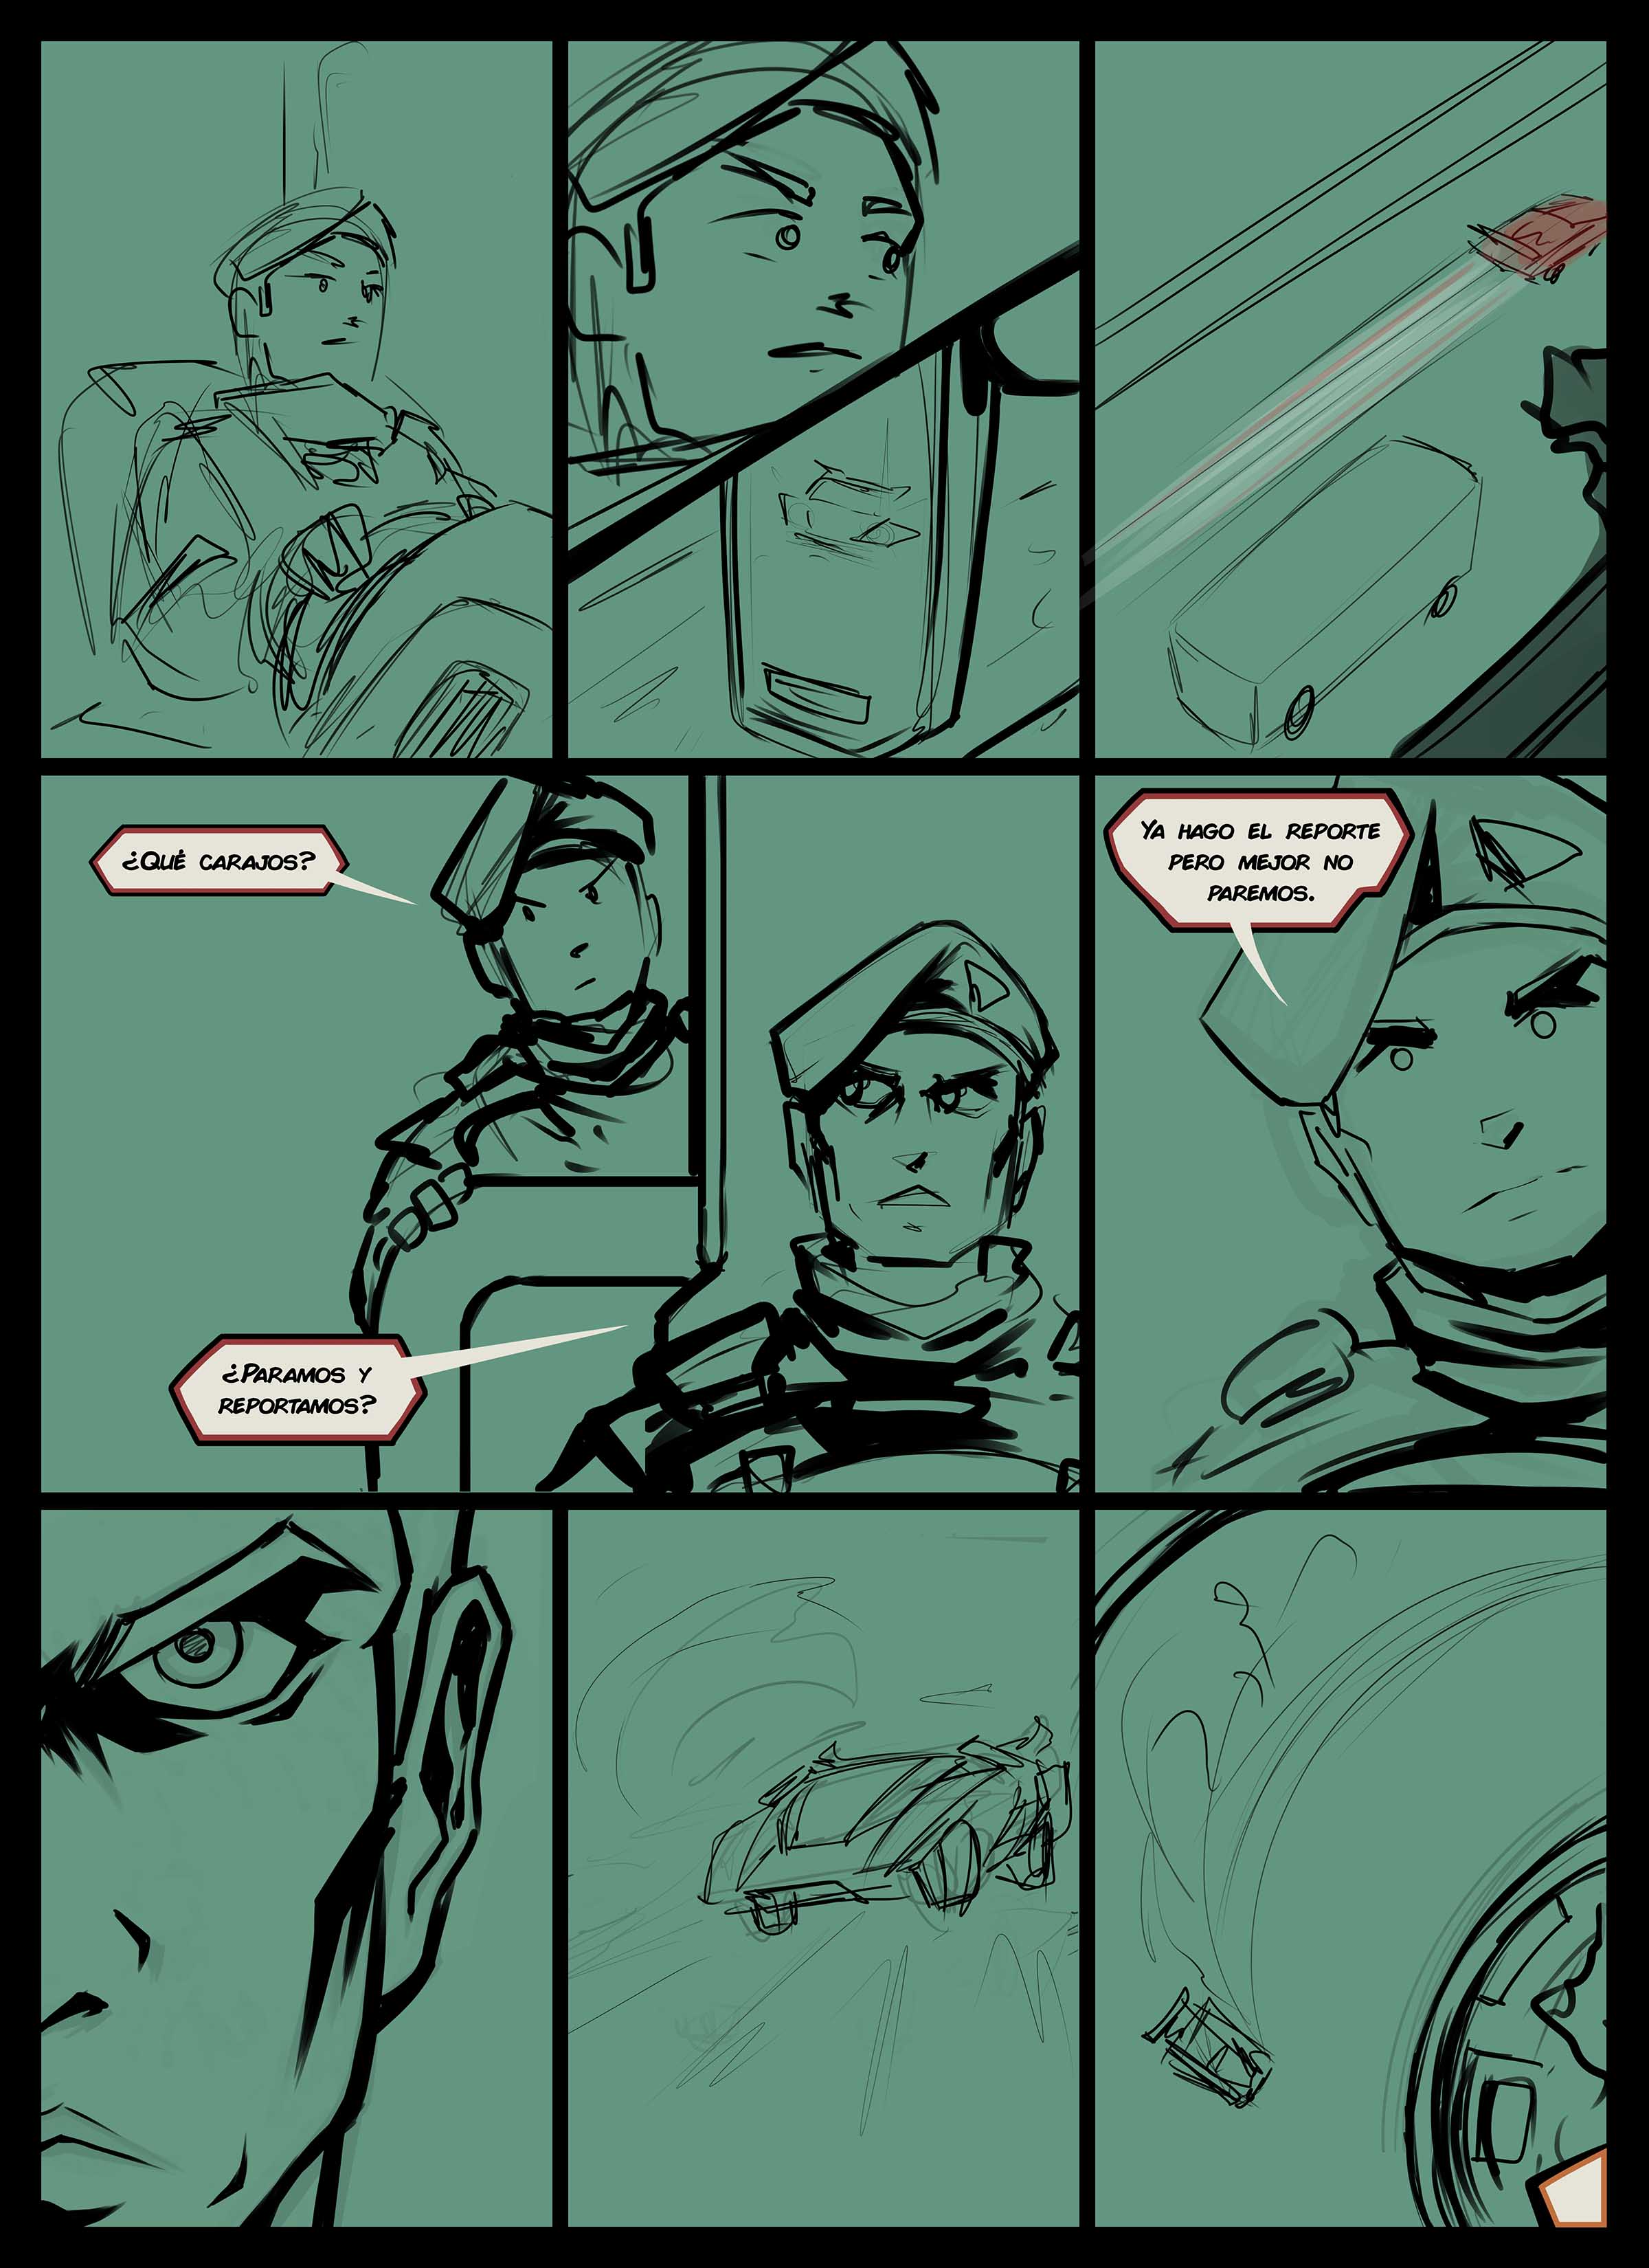 ¿QUÉ CARAJOS?
¿PARAMOS Y
REPORTAMOS?
YA HAGO EL REPORTE
PERO MEJOR NO
PAREMOS.